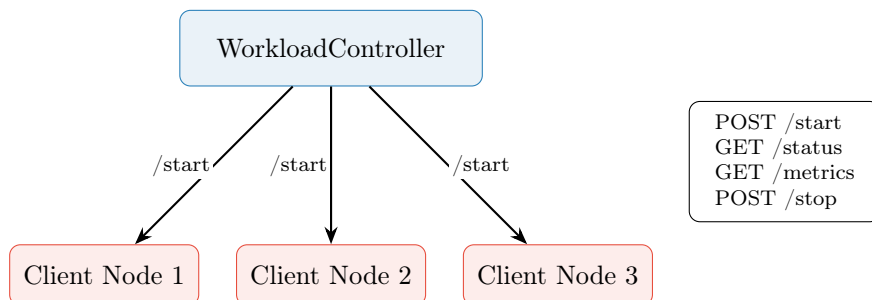 WorkloadController
POST /start
GET /status
GET /metrics
POST /stop
/start
/start
/start
Client Node 1
Client Node 2
Client Node 3